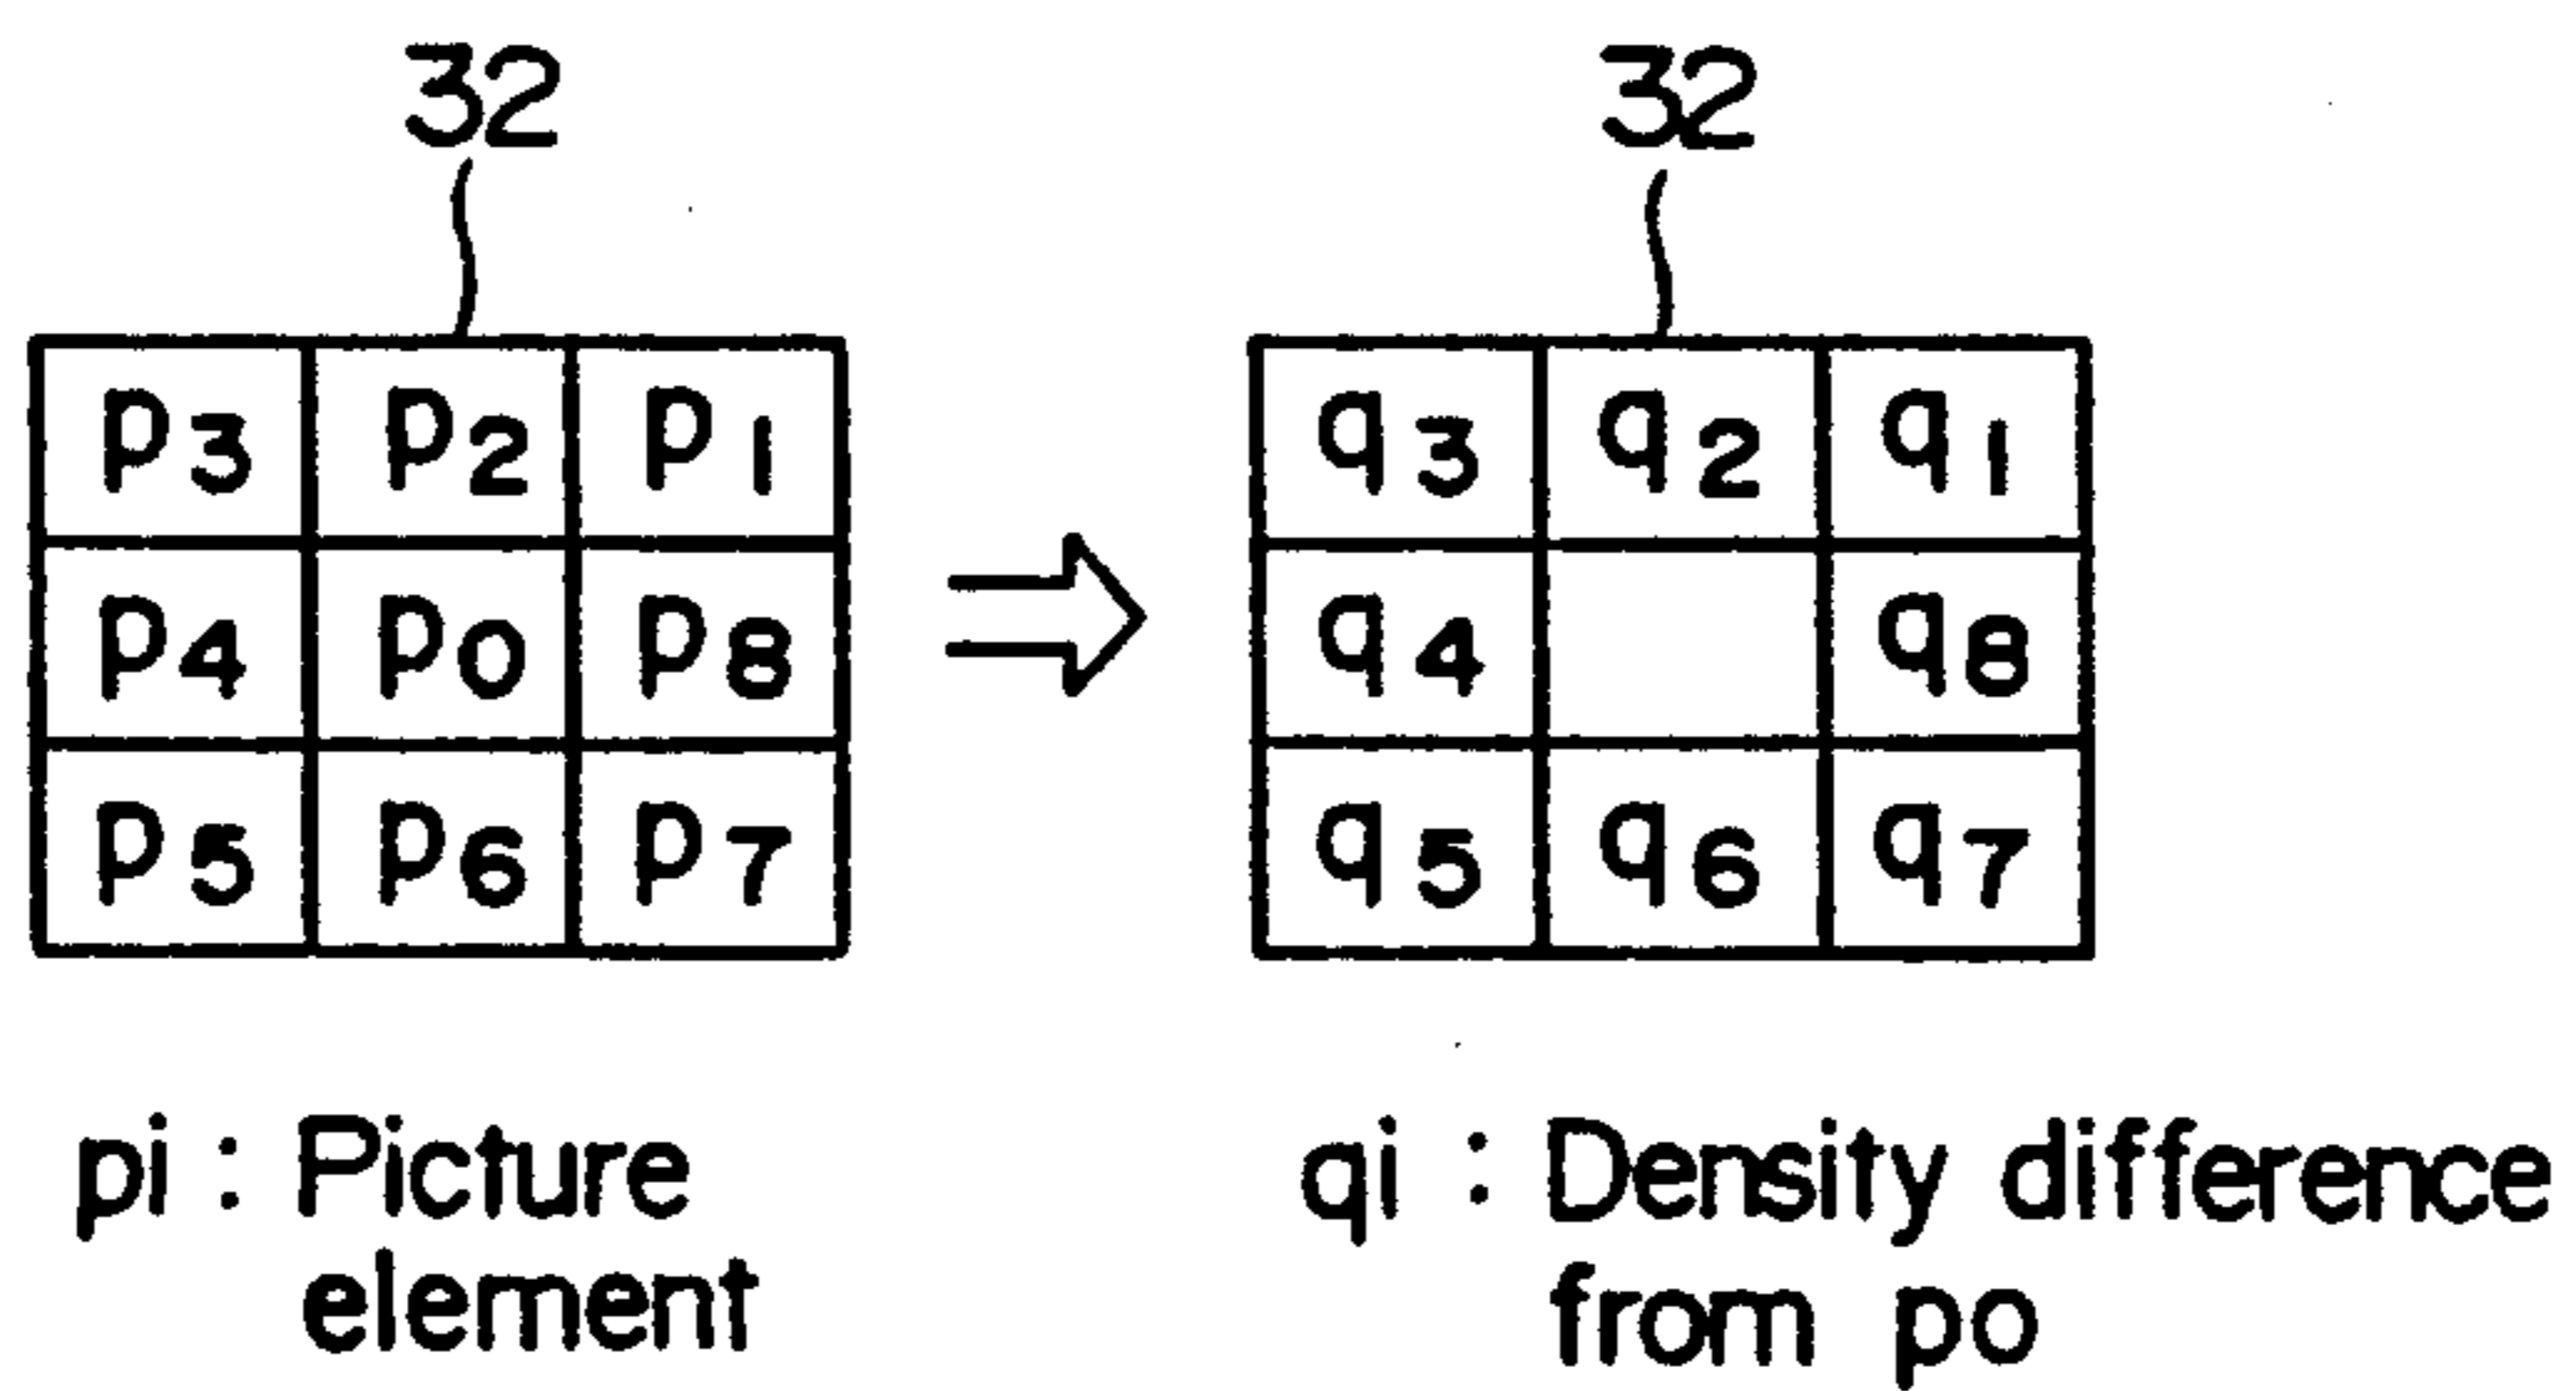 32 32
p3 p2 p1 q3 q2 q1
p4 p0 p8 q4 q8
p5 p6 p7 q5 q6 q7
pi : Picture
element
qi : Density difference
from po